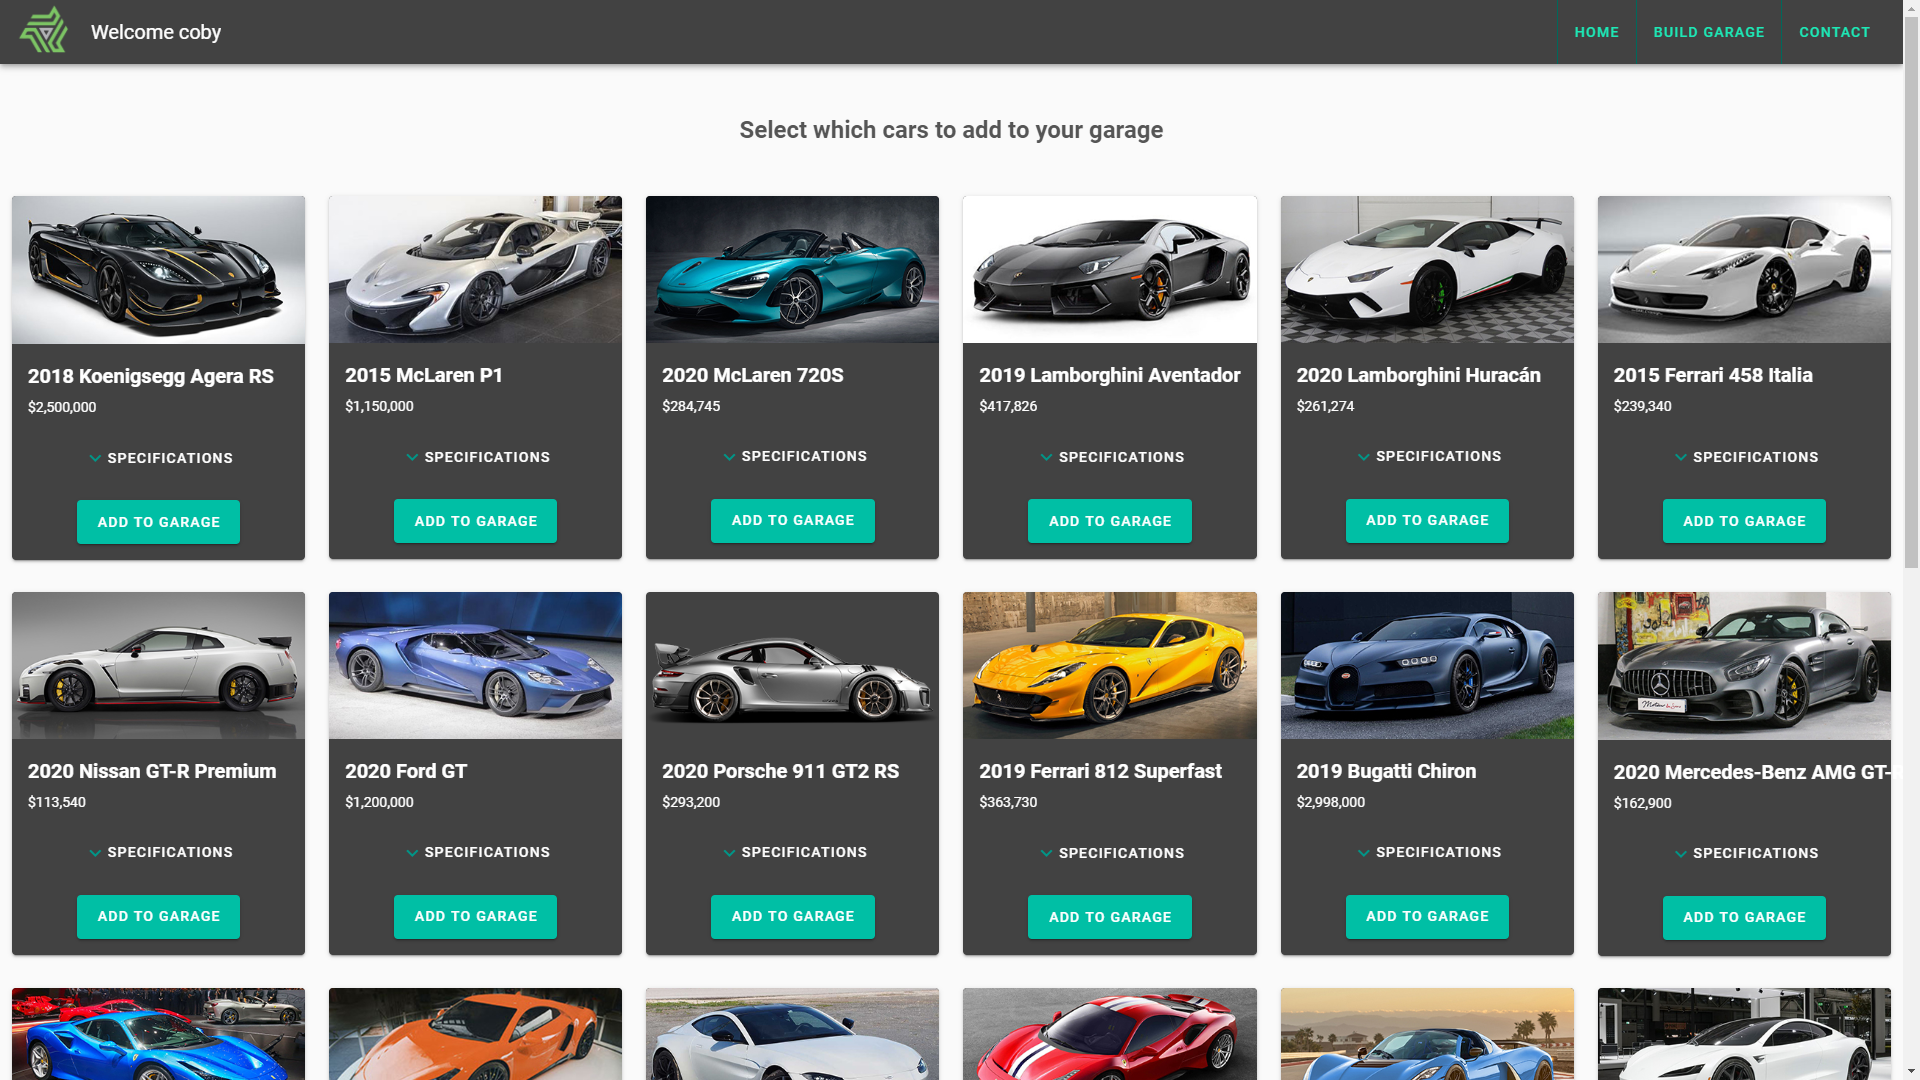 Welcome coby
HOME
BUILD GARAGE
CONTACT
Select which cars to add to your garage
2018 Koenigsegg Agera RS
$2,500,000
SPECIFICATIONS
ADD TO GARAGE
2015 McLaren P1
$1,150,000
SPECIFICATIONS
ADD TO GARAGE
2020 McLaren 720S
$284,745
SPECIFICATIONS
ADD TO GARAGE
2019 Lamborghini Aventador
$417,826
SPECIFICATIONS
ADD TO GARAGE
2020 Lamborghini Huracán
$261,274
SPECIFICATIONS
ADD TO GARAGE
2015 Ferrari 458 Italia
$239,340
SPECIFICATIONS
ADD TO GARAGE
2020 Nissan GT-R Premium
$113,540
SPECIFICATIONS
ADD TO GARAGE
2020 Ford GT
$1,200,000
SPECIFICATIONS
ADD TO GARAGE
2020 Porsche 911 GT2 RS
$293,200
SPECIFICATIONS
ADD TO GARAGE
2019 Ferrari 812 Superfast
$363,730
SPECIFICATIONS
ADD TO GARAGE
2019 Bugatti Chiron
$2,998,000
SPECIFICATIONS
ADD TO GARAGE
2020 Mercedes-Benz AMG GT-R
$162,900
SPECIFICATIONS
ADD TO GARAGE